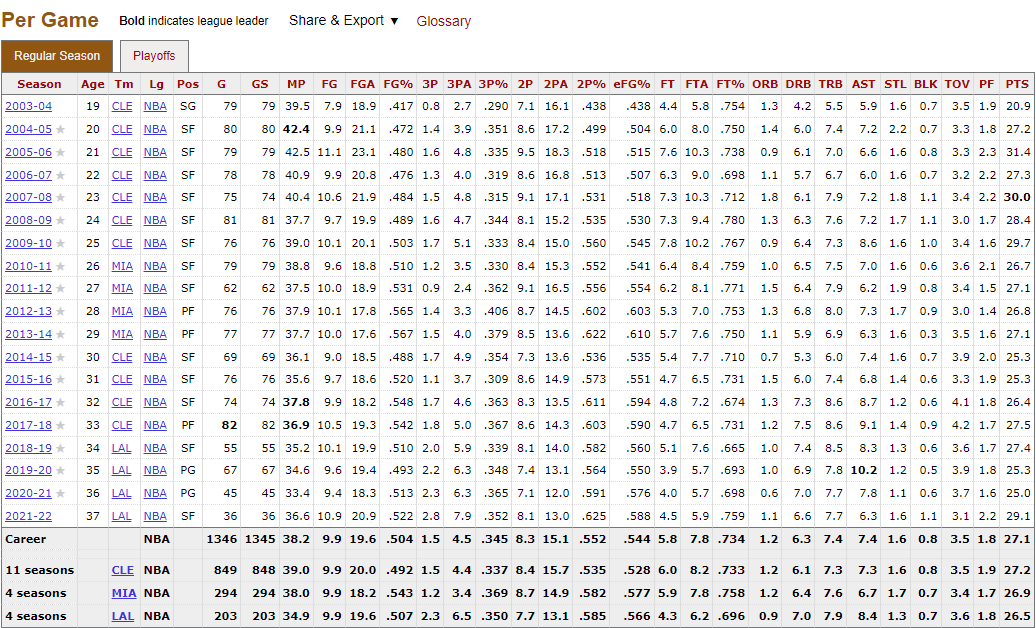 Per Game Bold indicates league leader Share & Export ▼ Glossary
Regular Season Playoffs
Season Age Tm Lg Pos G GS MP FG FGA FG% 3P 3PA 3P% 2P 2PA 2P% eFG% FT FTA FT% ORB DRB TRB AST STL BLK TOV PF PTS
2003-04 19 CLE NBA SG 79 79 39.5 7.9 18.9 .417 0.8 2.7 .290 7.1 16.1 .438 .438 4.4 5.8 .754 1.3 4.2 5.5 5.9 1.6 0.7 3.5 1.9 20.9
2004-05 ★ 20 CLE NBA SF 80 80 42.4 9.9 21.1 .472 1.4 3.9 .351 8.6 17.2 .499 .504 6.0 8.0 .750 1.4 6.0 7.4 7.2 2.2 0.7 3.3 1.8 27.2
2005-06 ★ 21 CLE NBA SF 79 79 42.5 11.1 23.1 .480 1.6 4.8 .335 9.5 18.3 .518 .515 7.6 10.3 .738 0.9 6.1 7.0 6.6 1.6 0.8 3.3 2.3 31.4
2006-07 ★ 22 CLE NBA SF 78 78 40.9 9.9 20.8 .476 1.3 4.0 .319 8.6 16.8 .513 .507 6.3 9.0 .698 1.1 5.7 6.7 6.0 1.6 0.7 3.2 2.2 27.3
2007-08 ★ 23 CLE NBA SF 75 74 40.4 10.6 21.9 .484 1.5 4.8 .315 9.1 17.1 .531 .518 7.3 10.3 .712 1.8 6.1 7.9 7.2 1.8 1.1 3.4 2.2 30.0
2008-09 ★ 24 CLE NBA SF 81 81 37.7 9.7 19.9 .489 1.6 4.7 .344 8.1 15.2 .535 .530 7.3 9.4 .780 1.3 6.3 7.6 7.2 1.7 1.1 3.0 1.7 28.4
2009-10 ★ 25 CLE NBA SF 76 76 39.0 10.1 20.1 .503 1.7 5.1 .333 8.4 15.0 .560 .545 7.8 10.2 .767 0.9 6.4 7.3 8.6 1.6 1.0 3.4 1.6 29.7
2010-11 ★ 26 MIA NBA SF 79 79 38.8 9.6 18.8 .510 1.2 3.5 .330 8.4 15.3 .552 .541 6.4 8.4 .759 1.0 6.5 7.5 7.0 1.6 0.6 3.6 2.1 26.7
2011-12 ★ 27 MIA NBA SF 62 62 37.5 10.0 18.9 .531 0.9 2.4 .362 9.1 16.5 .556 .554 6.2 8.1 .771 1.5 6.4 7.9 6.2 1.9 0.8 3.4 1.5 27.1
2012-13 ★ 28 MIA NBA PF 76 76 37.9 10.1 17.8 .565 1.4 3.3 .406 8.7 14.5 .602 .603 5.3 7.0 .753 1.3 6.8 8.0 7.3 1.7 0.9 3.0 1.4 26.8
2013-14 ★ 29 MIA NBA PF 77 77 37.7 10.0 17.6 .567 1.5 4.0 .379 8.5 13.6 .622 .610 5.7 7.6 .750 1.1 5.9 6.9 6.3 1.6 0.3 3.5 1.6 27.1
2014-15 ★ 30 CLE NBA SF 69 69 36.1 9.0 18.5 .488 1.7 4.9 .354 7.3 13.6 .536 .535 5.4 7.7 .710 0.7 5.3 6.0 7.4 1.6 0.7 3.9 2.0 25.3
2015-16 ★ 31 CLE NBA SF 76 76 35.6 9.7 18.6 .520 1.1 3.7 .309 8.6 14.9 .573 .551 4.7 6.5 .731 1.5 6.0 7.4 6.8 1.4 0.6 3.3 1.9 25.3
2016-17 ★ 32 CLE NBA SF 74 74 37.8 9.9 18.2 .548 1.7 4.6 .363 8.3 13.5 .611 .594 4.8 7.2 .674 1.3 7.3 8.6 8.7 1.2 0.6 4.1 1.8 26.4
2017-18 ★ 33 CLE NBA PF 82 82 36.9 10.5 19.3 .542 1.8 5.0 .367 8.6 14.3 .603 .590 4.7 6.5 .731 1.2 7.5 8.6 9.1 1.4 0.9 4.2 1.7 27.5
2018-19 ★ 34 LAL NBA SF 55 55 35.2 10.1 19.9 .510 2.0 5.9 .339 8.1 14.0 .582 .560 5.1 7.6 .665 1.0 7.4 8.5 8.3 1.3 0.6 3.6 1.7 27.4
2019-20 ★ 35 LAL NBA PG 67 67 34.6 9.6 19.4 .493 2.2 6.3 .348 7.4 13.1 .564 .550 3.9 5.7 .693 1.0 6.9 7.8 10.2 1.2 0.5 3.9 1.8 25.3
2020-21 ★ 36 LAL NBA PG 45 45 33.4 9.4 18.3 .513 2.3 6.3 .365 7.1 12.0 .591 .576 4.0 5.7 .698 0.6 7.0 7.7 7.8 1.1 0.6 3.7 1.6 25.0
2021-22 37 LAL NBA SF 36 36 36.6 10.9 20.9 .522 2.8 7.9 .352 8.1 13.0 .625 .588 4.5 5.9 .759 1.1 6.6 7.7 6.3 1.6 1.1 3.1 2.2 29.1
Career NBA 1346 1345 38.2 9.9 19.6 .504 1.5 4.5 .345 8.3 15.1 .552 .544 5.8 7.8 .734 1.2 6.3 7.4 7.4 1.6 0.8 3.5 1.8 27.1
11 seasons CLE NBA 849 848 39.0 9.9 20.0 .492 1.5 4.4 .337 8.4 15.7 .535 .528 6.0 8.2 .733 1.2 6.1 7.3 7.3 1.6 0.8 3.5 1.9 27.2
4 seasons MIA NBA 294 294 38.0 9.9 18.2 .543 1.2 3.4 .369 8.7 14.9 .582 .577 5.9 7.8 .758 1.2 6.4 7.6 6.7 1.7 0.7 3.4 1.7 26.9
4 seasons LAL NBA 203 203 34.9 9.9 19.6 .507 2.3 6.5 .350 7.7 13.1 .585 .566 4.3 6.2 .696 0.9 7.0 7.9 8.4 1.3 0.7 3.6 1.8 26.5